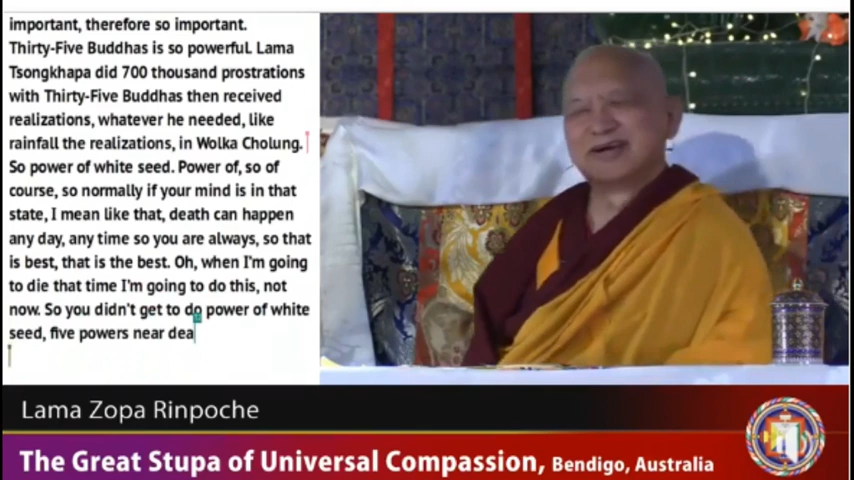 important, therefore so important.
Thirty-Five Buddhas is so powerful. Lama
Tsongkhapa did 700 thousand prostrations
with Thirty-Five Buddhas then received
realizations, whatever he needed, like
rainfall the realizations, in Wolka Cholung.
So power of white seed. Power of, so of
course, so normally if your mind is in that
state, I mean like that, death can happen
any day, any time so you are always, so that
is best, that is the best. Oh, when I'm going
to die that time I'm going to do this, not
now. So you didn't get to do power of white
seed, five powers near dea
Lama Zopa Rinpoche
The Great Stupa of Universal Compassion, Bendigo, Australia